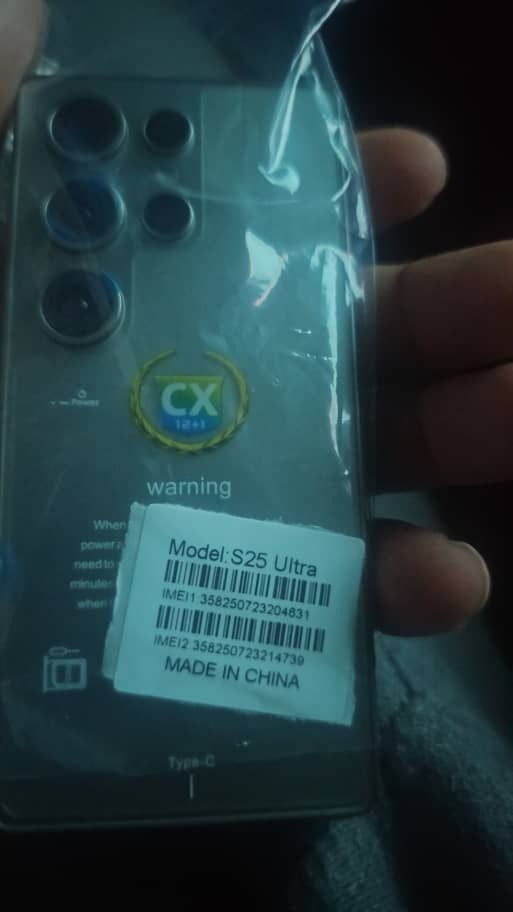 Power
CX
12+1
warning
When
power
need to
minutes
when
Model:S25 Ultra
IMEI1:358250723204631
IMEI2:358250723214739
MADE IN CHINA
Type-C